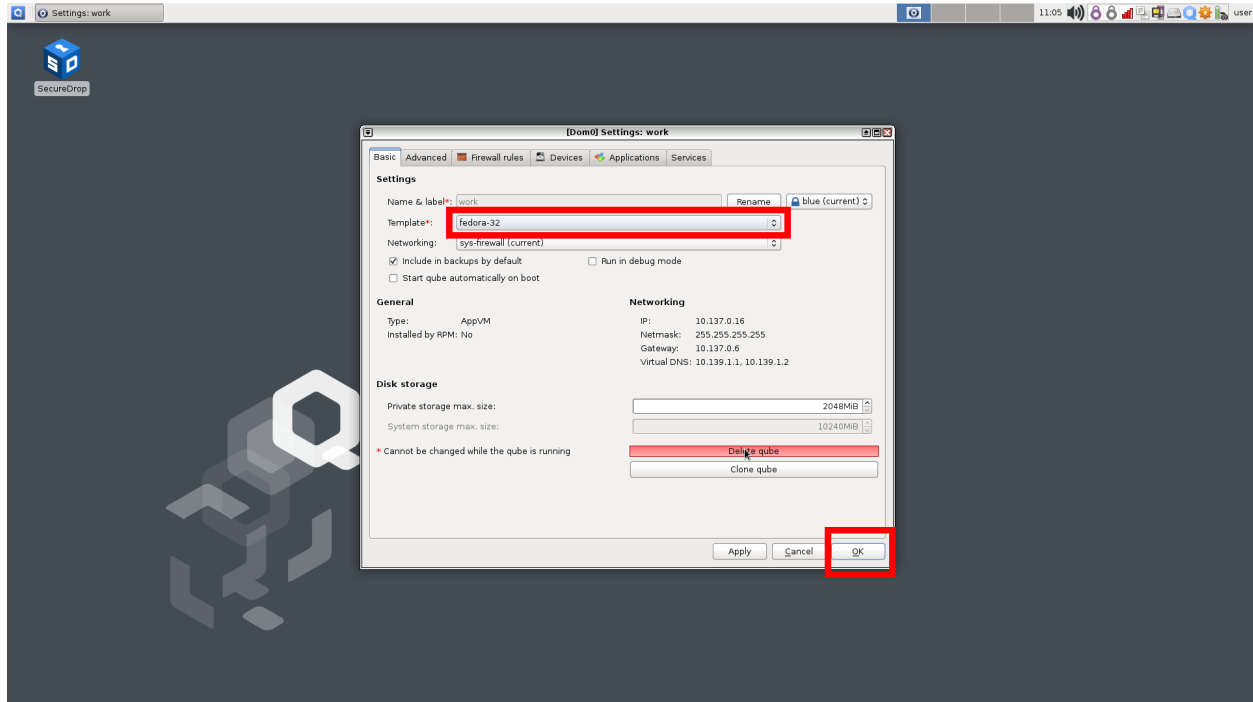 Settings: work
11:05
user
SD
SecureDrop
[Dom0] Settings: work
Basic Advanced Firewall rules Devices Applications Services
Settings
Name & label*: work Rename blue (current)
Template*: fedora-32
Networking: sys-firewall (current)
Include in backups by default Run in debug mode
Start qube automatically on boot
General Networking
Type: AppVM IP: 10.137.0.16
Installed by RPM: No Netmask: 255.255.255.255
Gateway: 10.137.0.6
Virtual DNS: 10.139.1.1, 10.139.1.2
Disk storage
Private storage max. size: 2048MiB
System storage max. size: 10240MiB
* Cannot be changed while the qube is running Delete qube
Clone qube
Apply Cancel OK